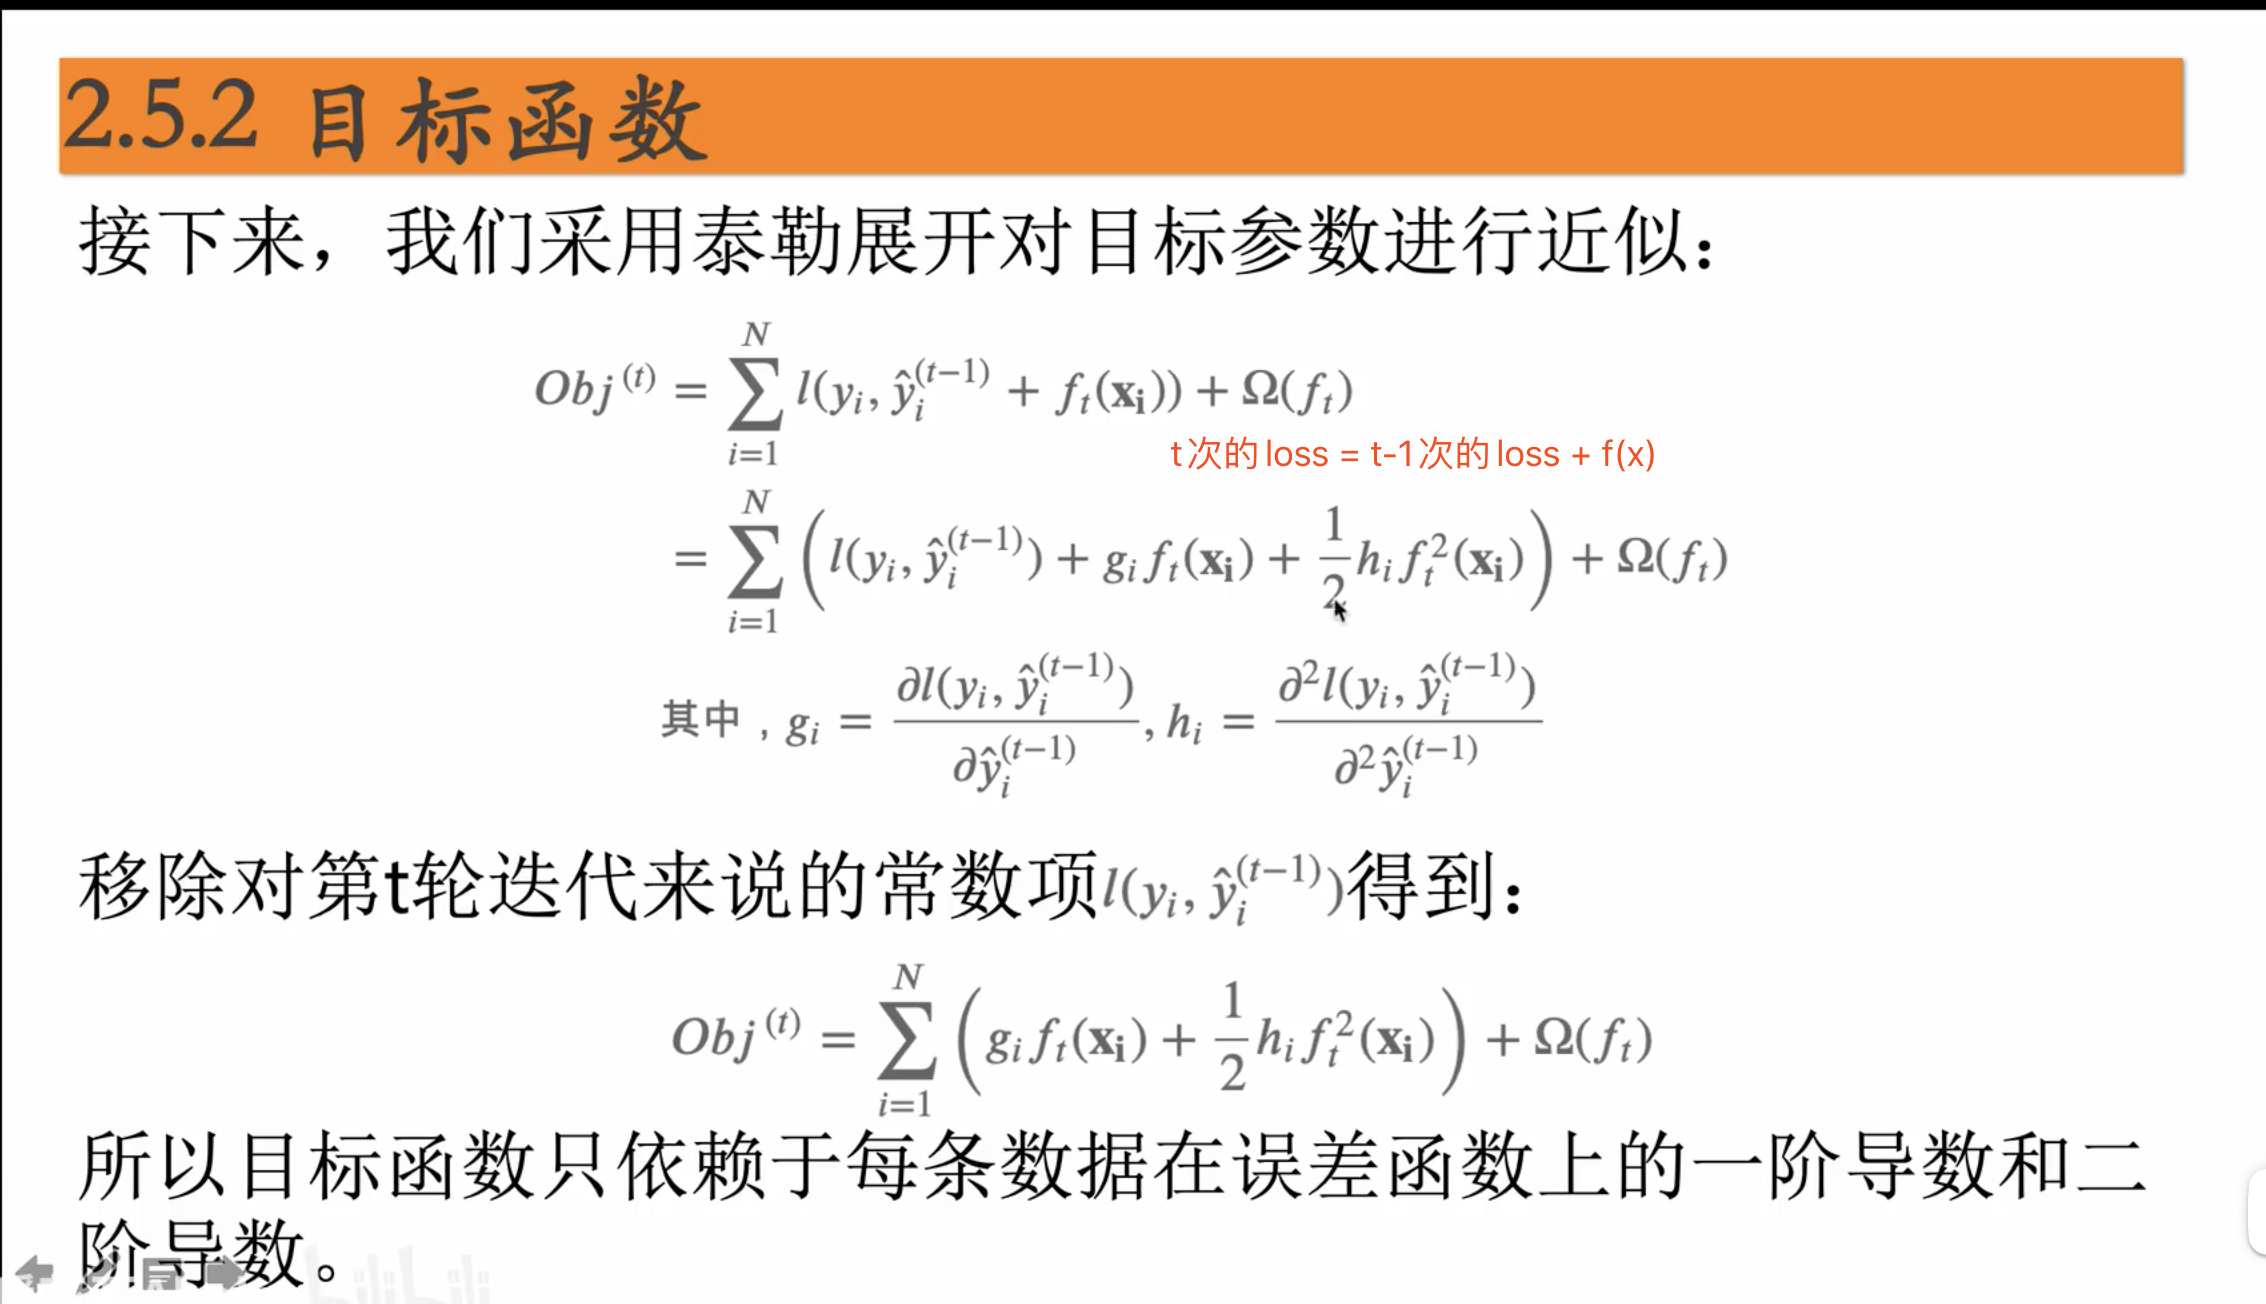 2.5.2 目标函数
接下来，我们采用泰勒展开对目标参数进行近似：
$Obj^{(t)} = \sum_{i=1}^{N} l(y_i, \hat{y}_i^{(t-1)} + f_t(\mathbf{x_i})) + \Omega(f_t)$
t次的loss = t-1次的loss + f(x)
$= \sum_{i=1}^{N} \left( l(y_i, \hat{y}_i^{(t-1)}) + g_i f_t(\mathbf{x_i}) + \frac{1}{2} h_i f_t^2(\mathbf{x_i}) \right) + \Omega(f_t)$
其中，$g_i = \frac{\partial l(y_i, \hat{y}_i^{(t-1)})}{\partial \hat{y}_i^{(t-1)}}, h_i = \frac{\partial^2 l(y_i, \hat{y}_i^{(t-1)})}{\partial^2 \hat{y}_i^{(t-1)}}$
移除对第t轮迭代来说的常数项$l(y_i, \hat{y}_i^{(t-1)})$得到：
$Obj^{(t)} = \sum_{i=1}^{N} \left( g_i f_t(\mathbf{x_i}) + \frac{1}{2} h_i f_t^2(\mathbf{x_i}) \right) + \Omega(f_t)$
所以目标函数只依赖于每条数据在误差函数上的一阶导数和二
阶导数。
bilibili